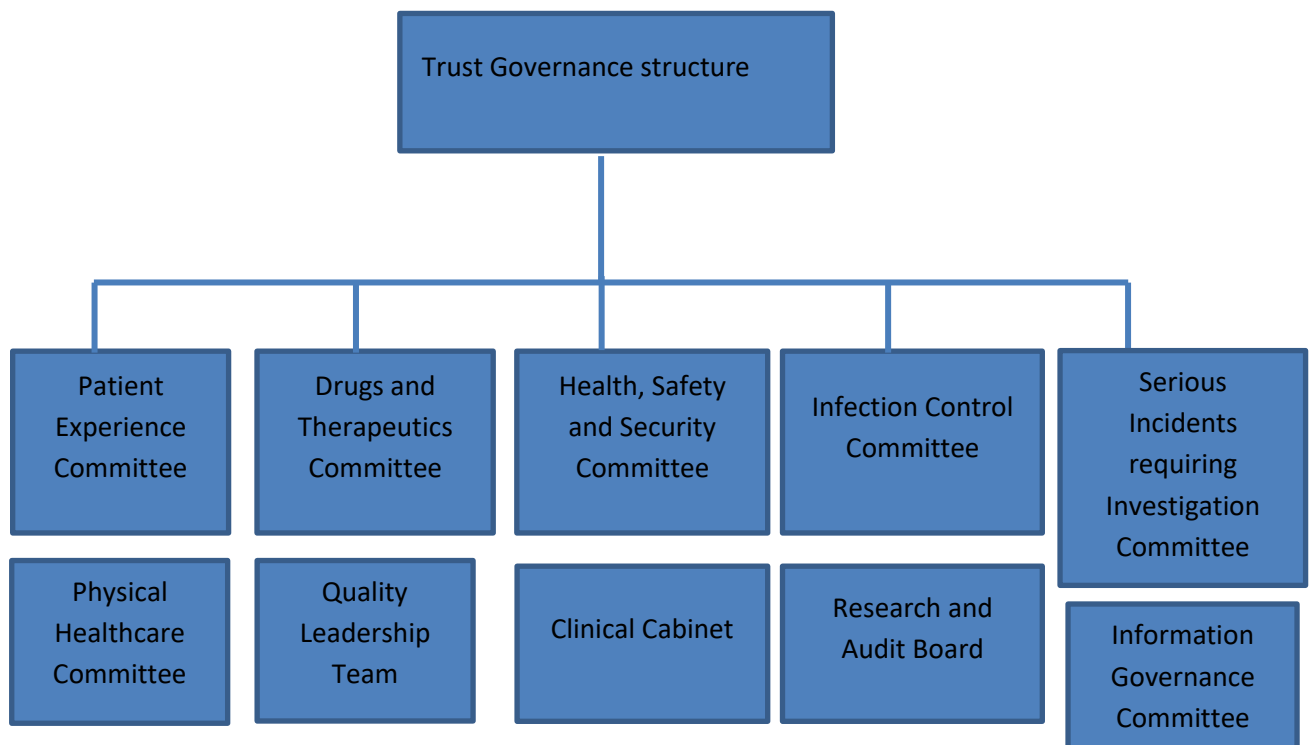 Trust Governance structure
Patient
Experience
Committee
Drugs and
Therapeutics
Committee
Health, Safety
and Security
Committee
Infection Control
Committee
Serious
Incidents
requiring
Investigation
Committee
Physical
Healthcare
Committee
Quality
Leadership
Team
Clinical Cabinet
Research and
Audit Board
Information
Governance
Committee